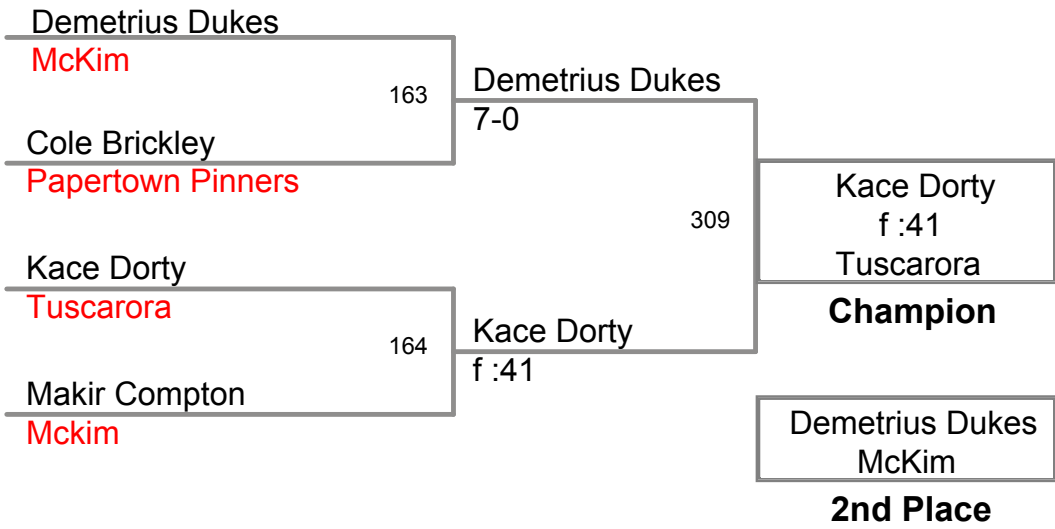 Demetrius Dukes
McKim
163
Cole Brickley
Papertown Pinners
Kace Dorty
Tuscarora
164
Makir Compton
Mckim
Demetrius Dukes
7-0
309
Kace Dorty
f :41
Kace Dorty
f :41
Tuscarora
Champion
Demetrius Dukes
McKim
2nd Place